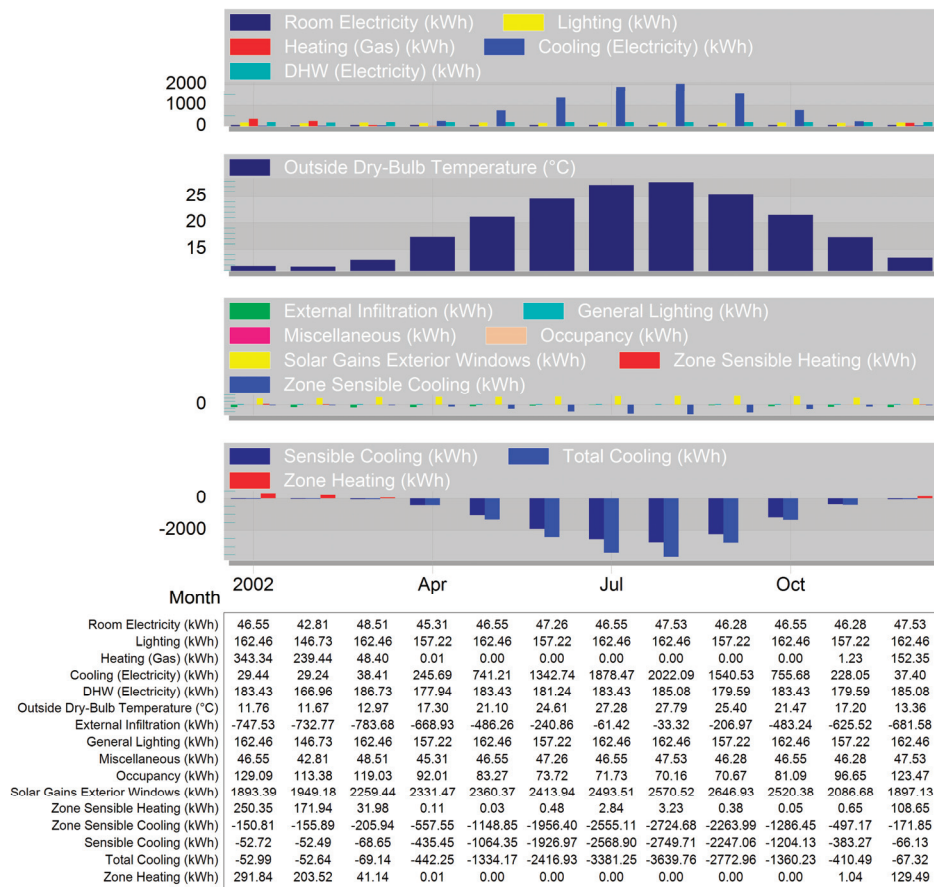 Room Electricity (kWh) Lighting (kWh)
Heating (Gas) (kWh) Cooling (Electricity) (kWh)
DHW (Electricity) (kWh)
2000
1000
0
Outside Dry-Bulb Temperature (°C)
25
20
15
External Infiltration (kWh) General Lighting (kWh)
Miscellaneous (kWh) Occupancy (kWh)
Solar Gains Exterior Windows (kWh) Zone Sensible Heating (kWh)
Zone Sensible Cooling (kWh)
0
Sensible Cooling (kWh) Total Cooling (kWh)
Zone Heating (kWh)
0
-2000
2002 Apr Jul Oct
Month
Room Electricity (kWh) 46.55 42.81 48.51 45.31 46.55 47.26 46.55 47.53 46.28 46.55 46.28 47.53
Lighting (kWh) 162.46 146.73 162.46 157.22 162.46 157.22 162.46 162.46 157.22 162.46 157.22 162.46
Heating (Gas) (kWh) 343.34 239.44 48.40 0.01 0.00 0.00 0.00 0.00 0.00 0.00 1.23 152.35
Cooling (Electricity) (kWh) 29.44 29.24 38.41 245.69 741.21 1342.74 1878.47 2022.09 1540.53 755.68 228.05 37.40
DHW (Electricity) (kWh) 183.43 166.96 186.73 177.94 183.43 181.24 183.43 185.08 179.59 183.43 179.59 185.08
Outside Dry-Bulb Temperature (°C) 11.76 11.67 12.97 17.30 21.10 24.61 27.28 27.79 25.40 21.47 17.20 13.36
External Infiltration (kWh) -747.53 -732.77 -783.68 -668.93 -486.26 -240.86 -61.42 -33.32 -206.97 -483.24 -625.52 -681.58
General Lighting (kWh) 162.46 146.73 162.46 157.22 162.46 157.22 162.46 162.46 157.22 162.46 157.22 162.46
Miscellaneous (kWh) 46.55 42.81 48.51 45.31 46.55 47.26 46.55 47.53 46.28 46.55 46.28 47.53
Occupancy (kWh) 129.09 113.38 119.03 92.01 83.27 73.72 71.73 70.16 70.67 81.09 96.65 123.47
Solar Gains Exterior Windows (kWh) 1893.39 1949.18 2259.44 2331.47 2360.37 2413.94 2493.51 2570.52 2646.93 2520.38 2086.68 1897.13
Zone Sensible Heating (kWh) 250.35 171.94 31.98 0.11 0.03 0.48 2.84 3.23 0.38 0.05 0.65 108.65
Zone Sensible Cooling (kWh) -150.81 -155.89 -205.94 -557.55 -1148.85 -1956.40 -2555.11 -2724.68 -2263.99 -1286.45 -497.17 -171.85
Sensible Cooling (kWh) -52.72 -52.49 -68.65 -435.45 -1064.35 -1926.97 -2568.90 -2749.71 -2247.06 -1204.13 -383.27 -66.13
Total Cooling (kWh) -52.99 -52.64 -69.14 -442.25 -1334.17 -2416.93 -3381.25 -3639.76 -2772.96 -1360.23 -410.49 -67.32
Zone Heating (kWh) 291.84 203.52 41.14 0.01 0.00 0.00 0.00 0.00 0.00 0.00 1.04 129.49